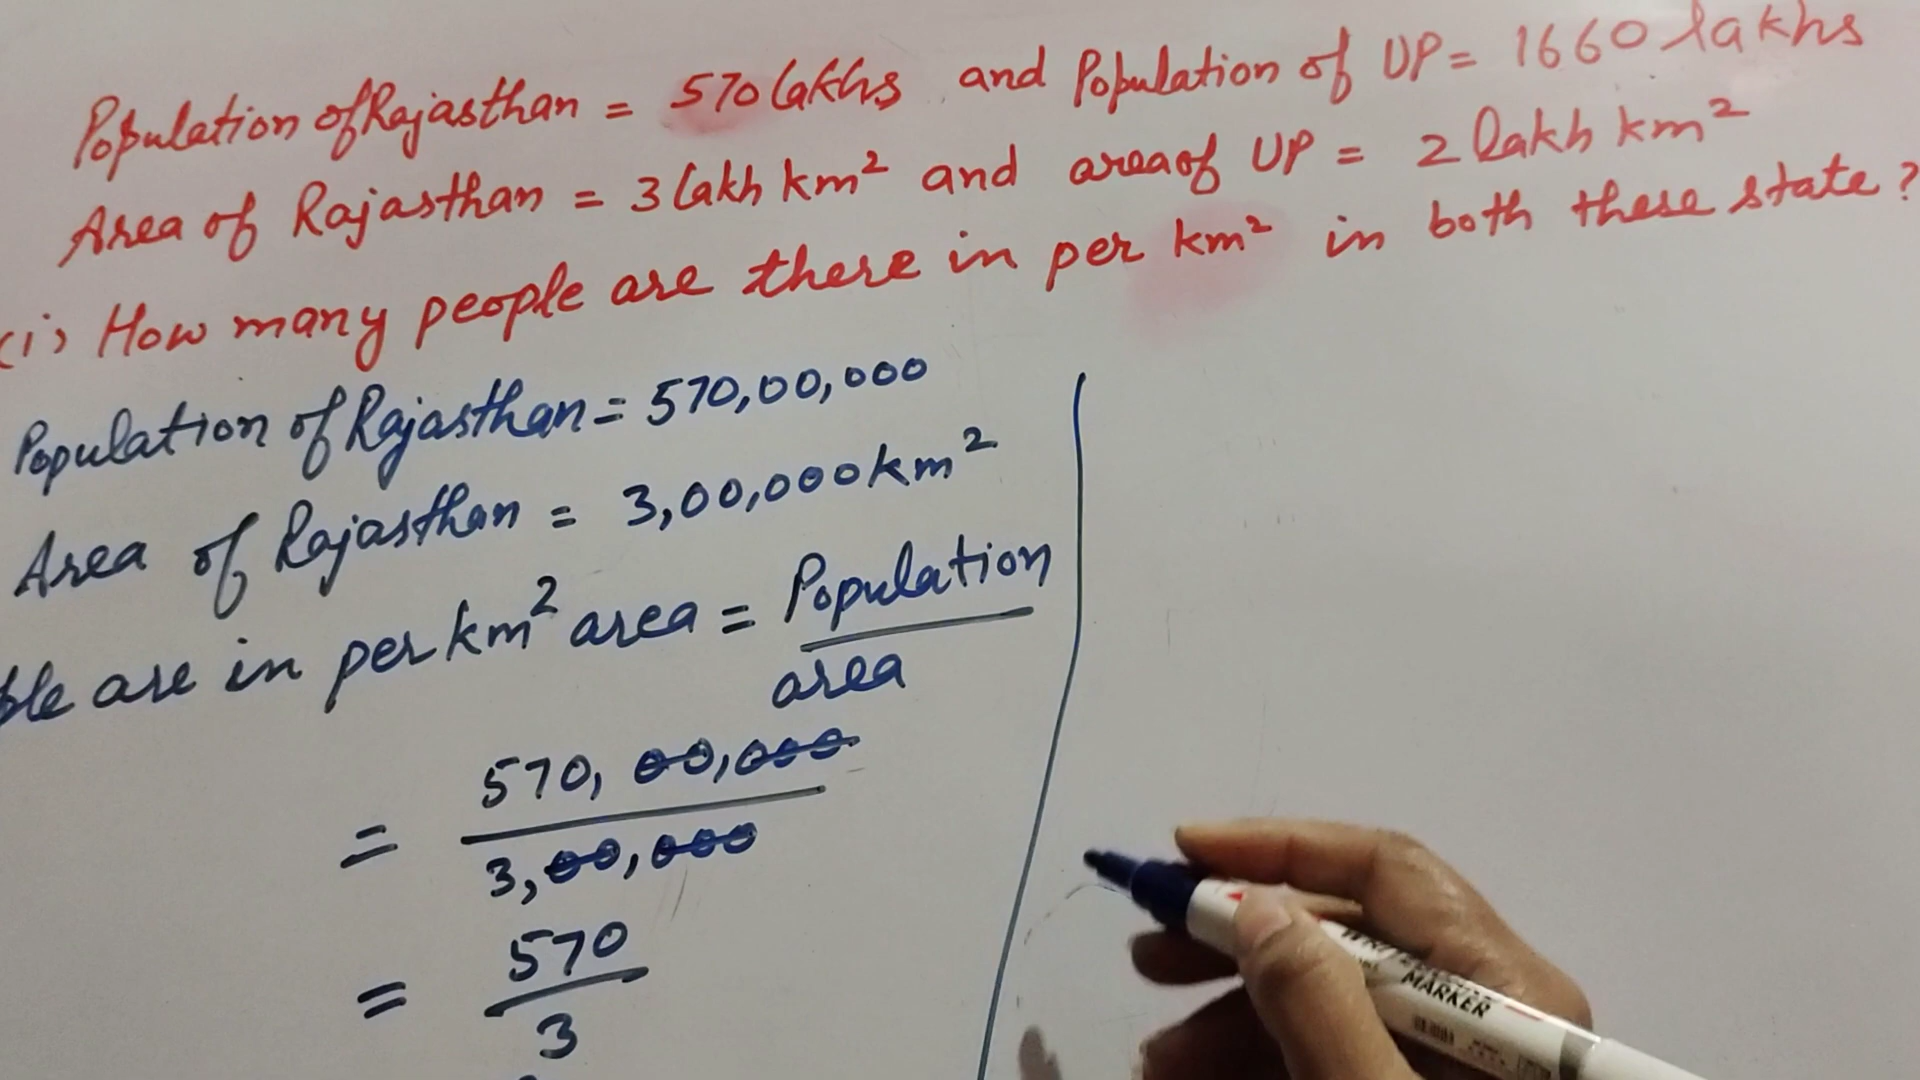 Population of Rajasthan = 570 lakhs and Population of UP = 1660 lakhs
Area of Rajasthan = 3 lakh km² and area of UP = 2 lakh km²
(i) How many people are there in per km² in both these state?
Population of Rajasthan = 570,00,000
Area of Rajasthan = 3,00,000 km²
ple are in per km² area = Population
area
= 570,00,000
3,00,000
= 570
3
MARKER